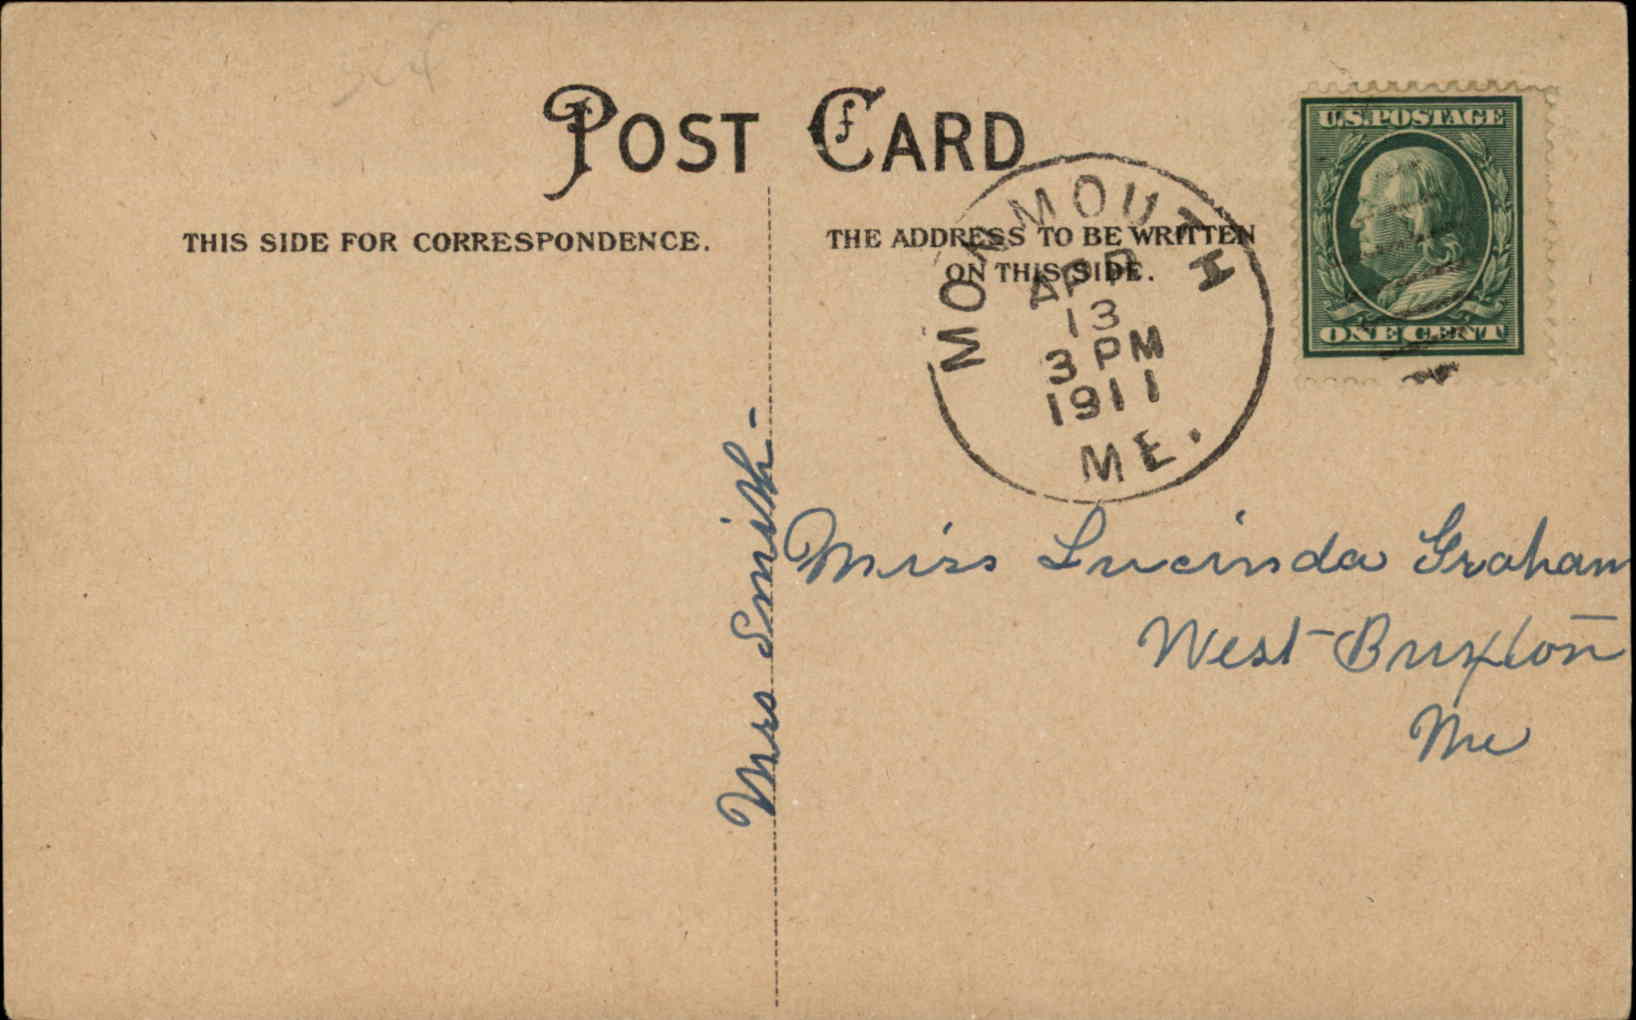 POST CARD
THIS SIDE FOR CORRESPONDENCE.
THE ADDRESS TO BE WRITTEN
ON THIS SIDE.
U.S. POSTAGE
ONE CENT
MONMOUTH
APR
13
3 PM
1911
ME.
Mrs Smith-
Miss Lucinda Graham
West Buxton
Me